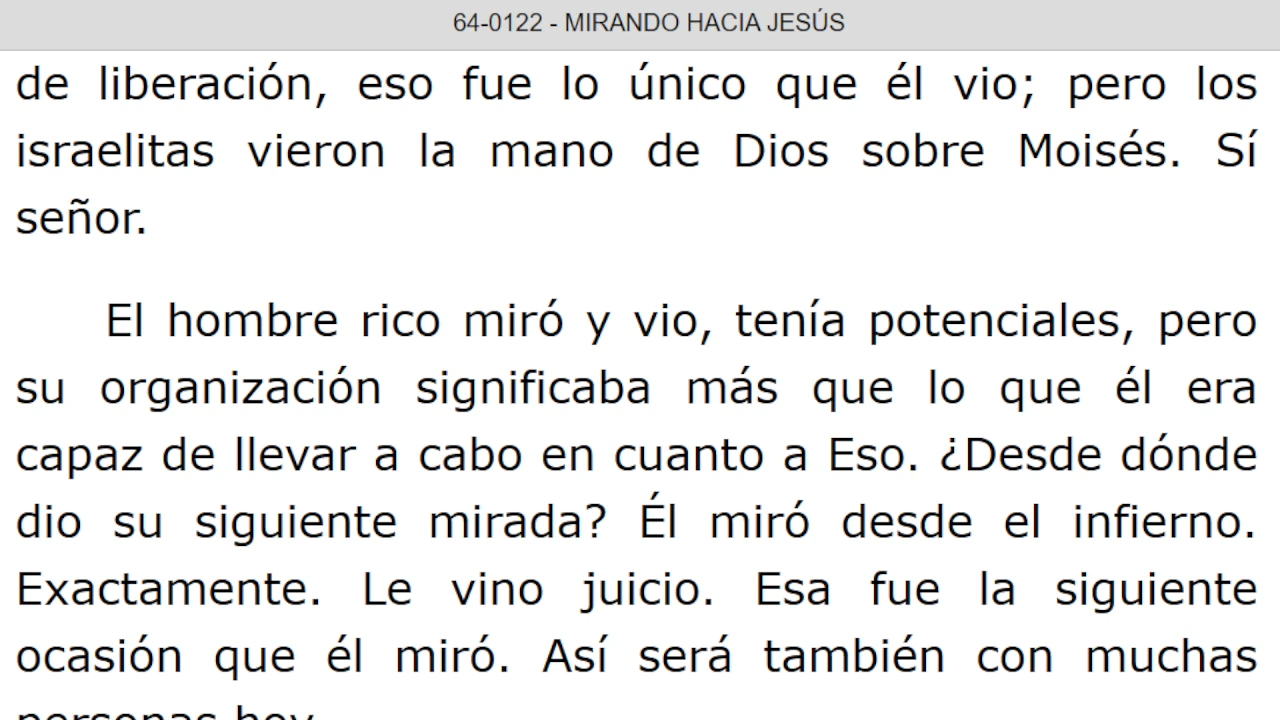 64-0122 - MIRANDO HACIA JESÚS
de liberación, eso fue lo único que él vio; pero los
israelitas vieron la mano de Dios sobre Moisés. Sí
señor.
El hombre rico miró y vio, tenía potenciales, pero
su organización significaba más que lo que él era
capaz de llevar a cabo en cuanto a Eso. ¿Desde dónde
dio su siguiente mirada? Él miró desde el infierno.
Exactamente. Le vino juicio. Esa fue la siguiente
ocasión que él miró. Así será también con muchas
personas hoy.